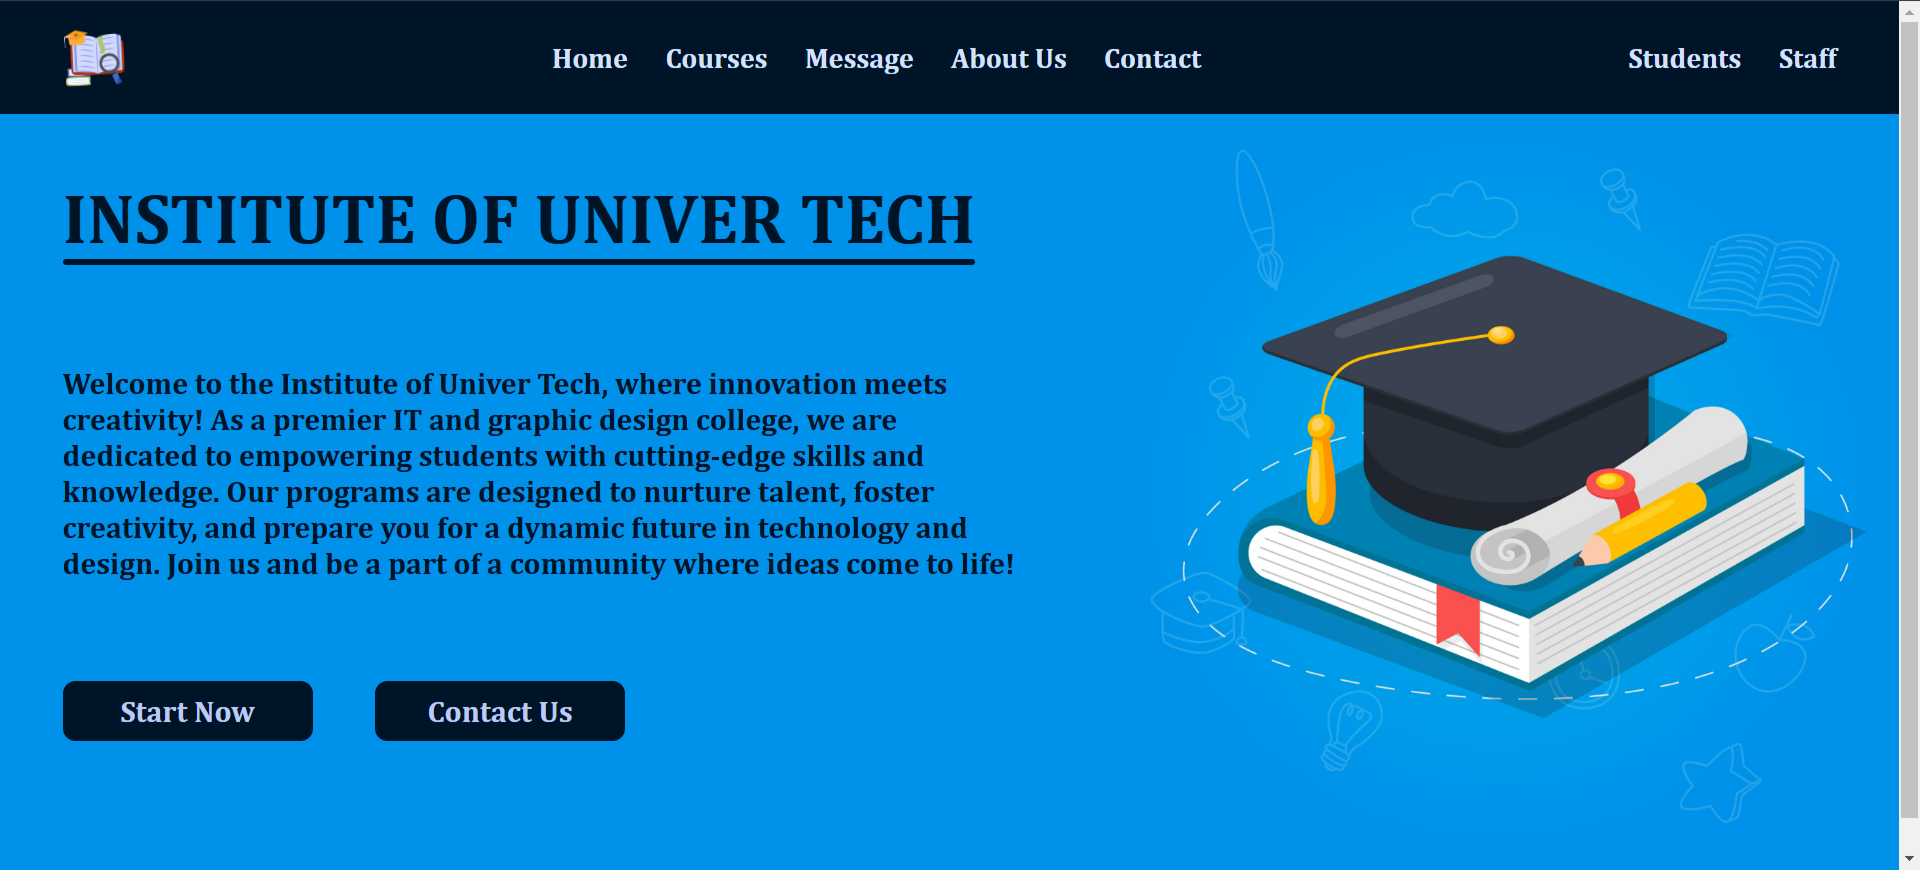 Home Courses Message About Us Contact Students Staff
INSTITUTE OF UNIVER TECH
Welcome to the Institute of Univer Tech, where innovation meets
creativity! As a premier IT and graphic design college, we are
dedicated to empowering students with cutting-edge skills and
knowledge. Our programs are designed to nurture talent, foster
creativity, and prepare you for a dynamic future in technology and
design. Join us and be a part of a community where ideas come to life!
Start Now Contact Us